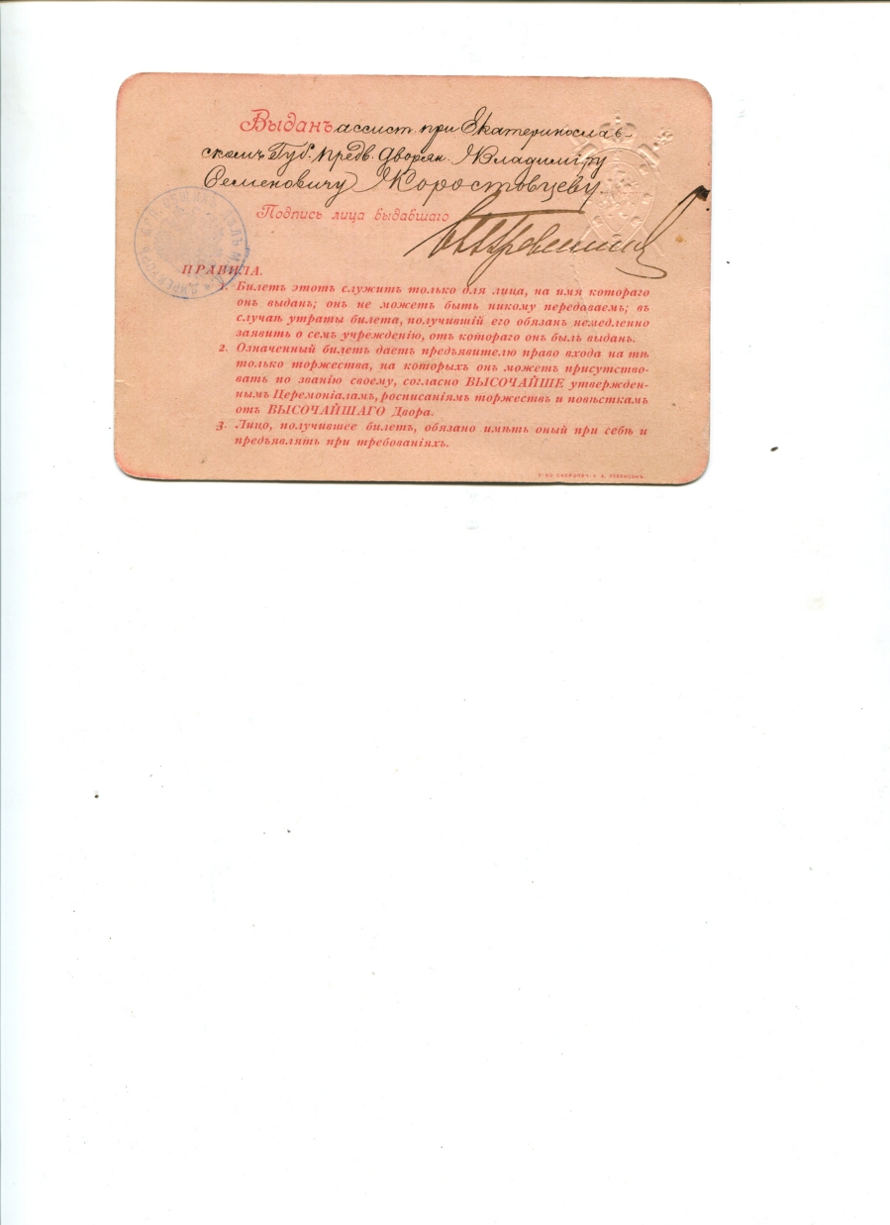 Выданъ ассист. при Екатеринослав-
скомъ Губ. Предв. Дворян. Владиміру
Семеновичу Коростовцеву
Подпись лица выдавшаго
ПРАВИЛА.
1. Билетъ этотъ служитъ только для лица, на имя котораго
онъ выданъ; онъ не можетъ быть никому передаваемъ; въ
случаѣ утраты билета, получившій его обязанъ немедленно
заявить о семъ учрежденію, отъ котораго онъ былъ выданъ.
2. Означенный билетъ даетъ предъявителю право входа на тѣ
только торжества, на которыхъ онъ можетъ присутство-
вать по званію своему, согласно ВЫСОЧАЙШЕ утвержден-
нымъ Церемоніаламъ, росписаніямъ торжествъ и повѣсткамъ
отъ ВЫСОЧАЙШАГО Двора.
3. Лицо, получившее билетъ, обязано имѣть оный при себѣ и
предъявлять при требованіяхъ.